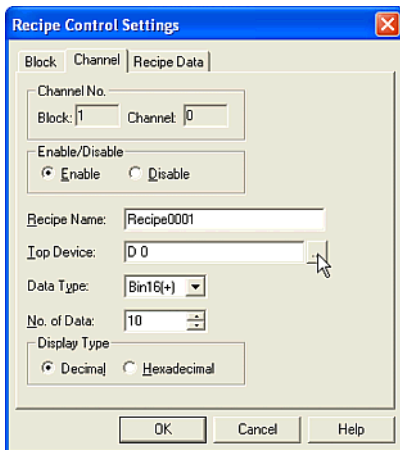 Recipe Control Settings
Block Channel Recipe Data
Channel No.
Block: 1 Channel: 0
Enable/Disable
Enable Disable
Recipe Name: Recipe0001
Top Device: D 0 ...
Data Type: Bin16(+)
No. of Data: 10
Display Type
Decimal Hexadecimal
OK Cancel Help